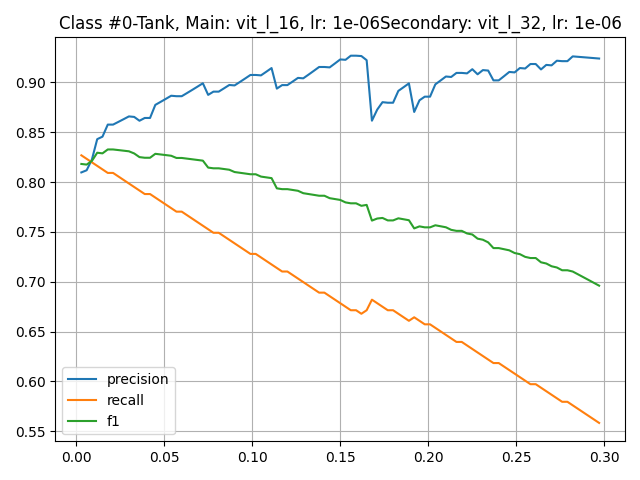 Class #0-Tank, Main: vit_l_16, lr: 1e-06Secondary: vit_l_32, lr: 1e-06
0.90
0.85
0.80
0.75
0.70
0.65
0.60
0.55
precision
recall
f1
0.00 0.05 0.10 0.15 0.20 0.25 0.30